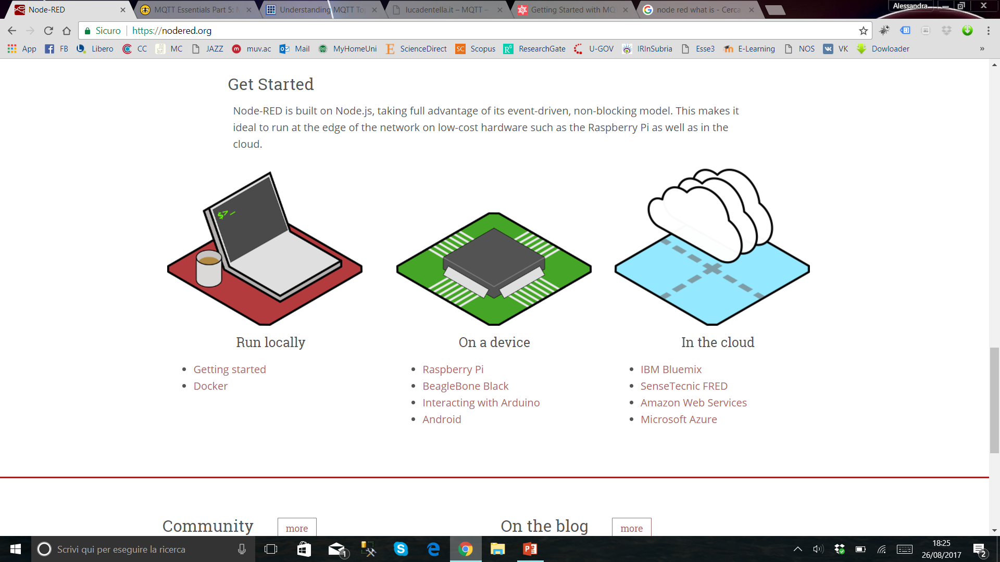 Node-RED
MQTT Essentials Part 5: M
Understanding MQTT To
lucadentella.it – MQTT –
Getting Started with MQ
node red what is - Cerca
Alessandra
Sicuro
https://nodered.org
App
FB
Libero
CC
MC
JAZZ
muv.ac
Mail
MyHomeUni
ScienceDirect
SC
Scopus
ResearchGate
U-GOV
IRInSubria
Esse3
E-Learning
NOS
VK
Dowloader
»
Get Started
Node-RED is built on Node.js, taking full advantage of its event-driven, non-blocking model. This makes it
ideal to run at the edge of the network on low-cost hardware such as the Raspberry Pi as well as in the
cloud.
$>_
Run locally
Getting started
Docker
On a device
Raspberry Pi
BeagleBone Black
Interacting with Arduino
Android
In the cloud
IBM Bluemix
SenseTecnic FRED
Amazon Web Services
Microsoft Azure
Community
more
On the blog
more
Scrivi qui per eseguire la ricerca
1
18:25
26/08/2017
2